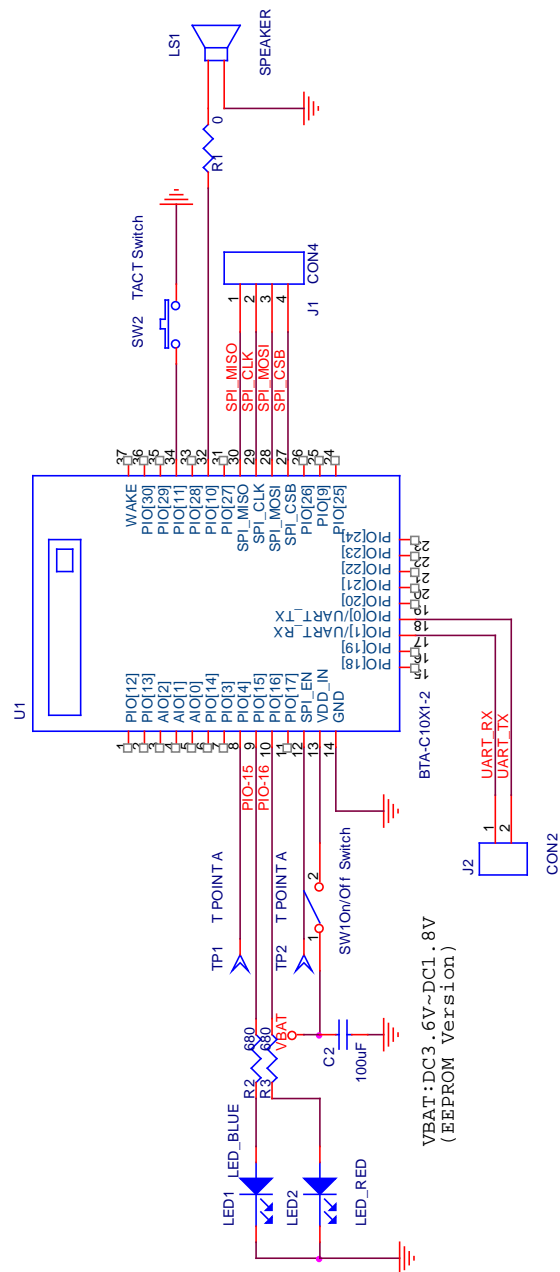 LS1
SPEAKER
R1
0
SW2
TACT Switch
J1
CON4
1
2
3
4
SPI_MISO
SPI_CLK
SPI_MOSI
SPI_CSB
37
36
35
34
33
32
31
30
29
28
27
26
25
24
WAKE
PIO[30]
PIO[29]
PIO[11]
PIO[28]
PIO[10]
PIO[27]
SPI_MISO
SPI_CLK
SPI_MOSI
SPI_CSB
PIO[26]
PIO[9]
PIO[25]
U1
BTA-C10X1-2
PIO[24]
PIO[23]
PIO[22]
PIO[21]
PIO[20]
PIO[0]/UART_TX
PIO[1]/UART_RX
PIO[19]
PIO[18]
23
22
21
20
19
18
17
16
15
PIO[12]
PIO[13]
AIO[2]
AIO[1]
AIO[0]
PIO[14]
PIO[3]
PIO[4]
PIO[15]
PIO[16]
PIO[17]
SPI_EN
VDD_IN
GND
1
2
3
4
5
6
7
8
9
10
11
12
13
14
PIO-15
PIO-16
UART_RX
UART_TX
J2
CON2
1
2
TP1
T POINT A
TP2
T POINT A
SW1On/Off Switch
1
2
VBAT
C2
100uF
R2
680
R3
680
LED1
LED_BLUE
LED2
LED_RED
VBAT:DC3.6V~DC1.8V
(EEPROM Version)